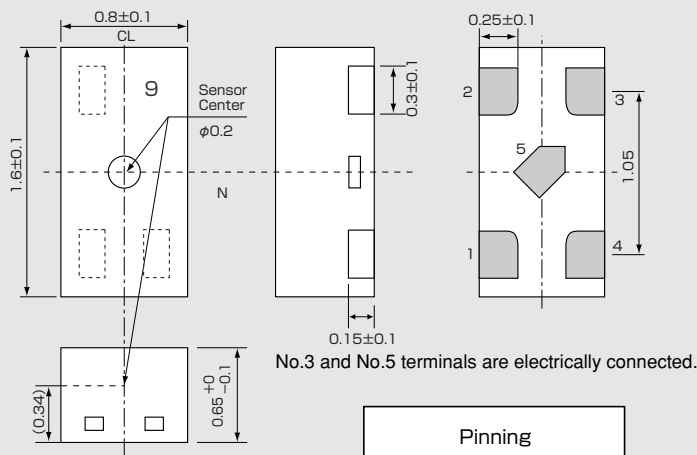 0.8±0.1
CL
9
Sensor
Center
φ0.2
1.6±0.1
N
0.3±0.1
0.15±0.1
0.25±0.1
2
3
5
1.05
1
4
No.3 and No.5 terminals are electrically connected.
(0.34)
0.65 +0 -0.1
Pinning